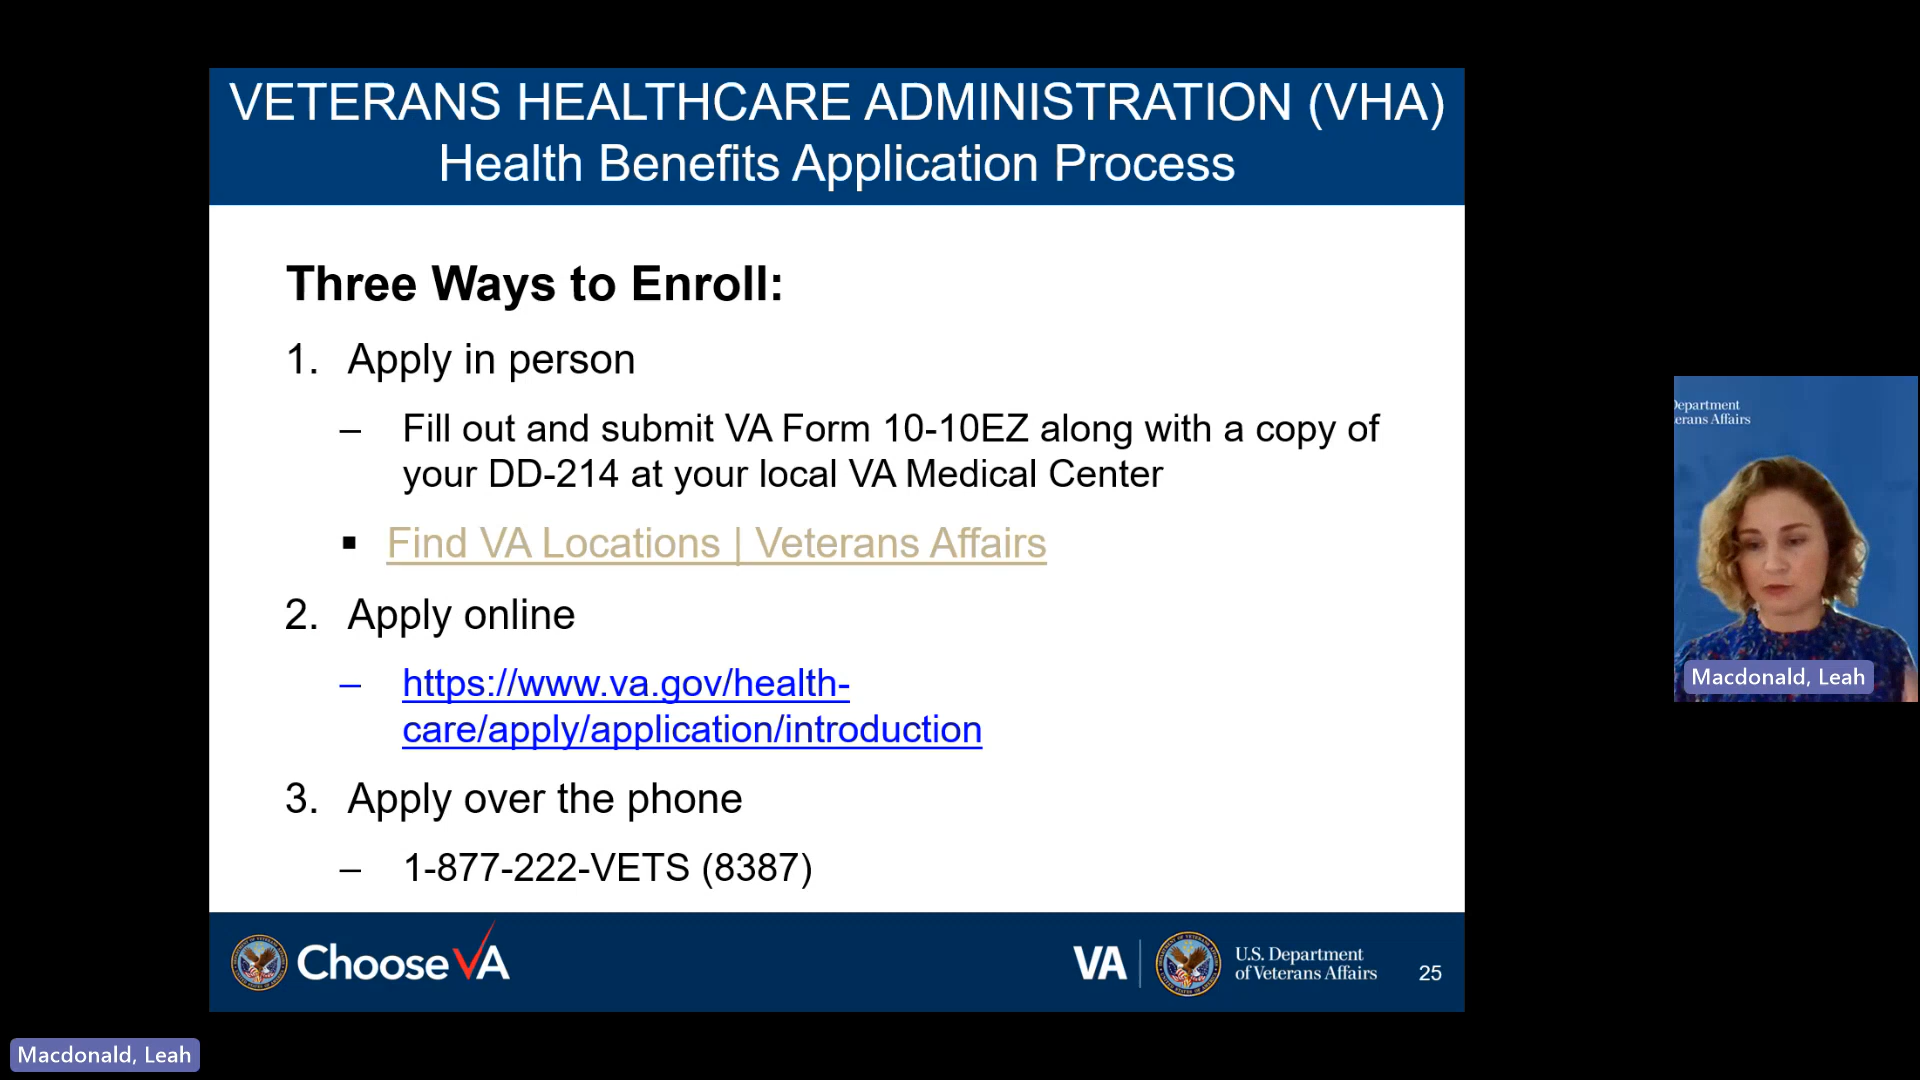 VETERANS HEALTHCARE ADMINISTRATION (VHA)
Health Benefits Application Process
Three Ways to Enroll:
1. Apply in person
– Fill out and submit VA Form 10-10EZ along with a copy of
your DD-214 at your local VA Medical Center
▪ Find VA Locations | Veterans Affairs
2. Apply online
– https://www.va.gov/health-
care/apply/application/introduction
3. Apply over the phone
– 1-877-222-VETS (8387)
Choose VA
VA
U.S. Department
of Veterans Affairs
25
epartment
erans Affairs
Macdonald, Leah
Macdonald, Leah